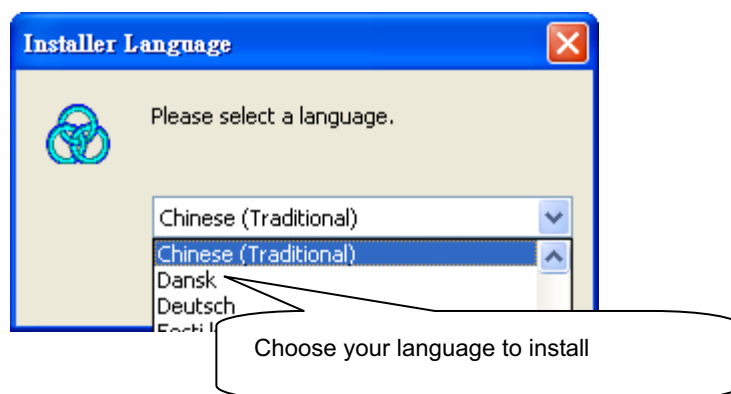 Installer Language
Please select a language.
Chinese (Traditional)
Chinese (Traditional)
Dansk
Deutsch
Choose your language to install